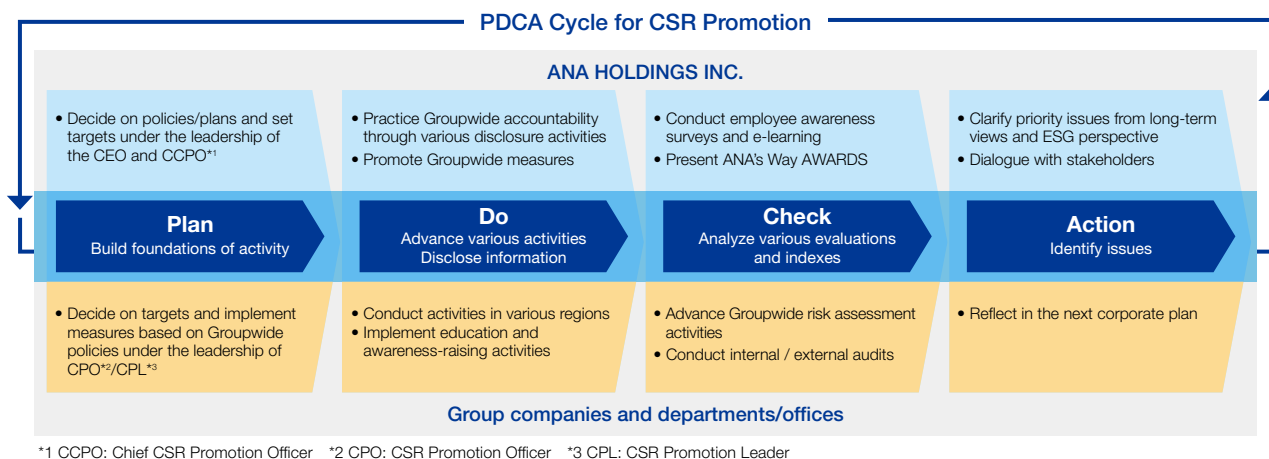 PDCA Cycle for CSR Promotion
ANA HOLDINGS INC.
• Decide on policies/plans and set
targets under the leadership of
the CEO and CCPO*1
• Practice Groupwide accountability
through various disclosure activities
• Promote Groupwide measures
• Conduct employee awareness
surveys and e-learning
• Present ANA's Way AWARDS
• Clarify priority issues from long-term
views and ESG perspective
• Dialogue with stakeholders
Plan
Build foundations of activity
Do
Advance various activities
Disclose information
Check
Analyze various evaluations
and indexes
Action
Identify issues
• Decide on targets and implement
measures based on Groupwide
policies under the leadership of
CPO*2/CPL*3
• Conduct activities in various regions
• Implement education and
awareness-raising activities
• Advance Groupwide risk assessment
activities
• Conduct internal / external audits
• Reflect in the next corporate plan
Group companies and departments/offices
*1 CCPO: Chief CSR Promotion Officer *2 CPO: CSR Promotion Officer *3 CPL: CSR Promotion Leader